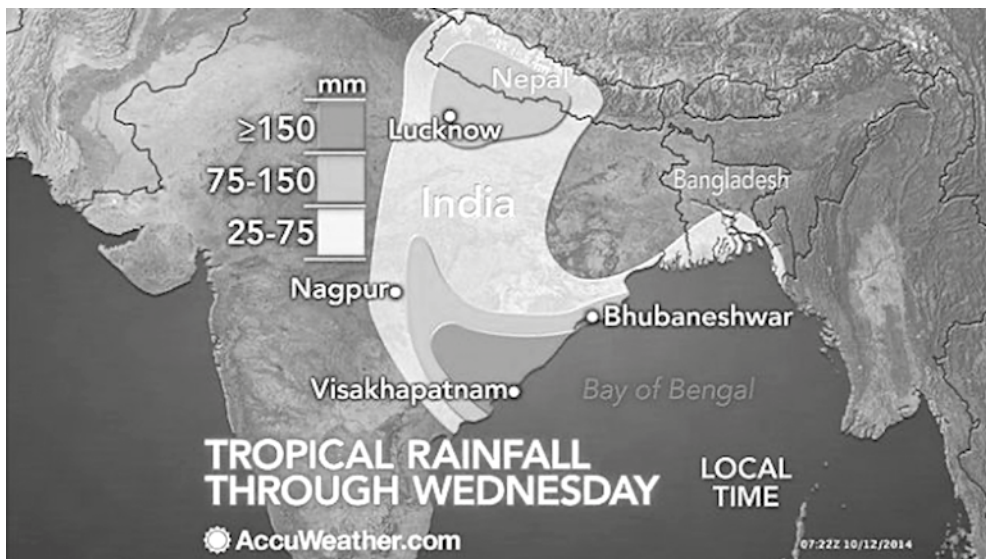 mm
≥150
75-150
25-75
Nepal
Lucknow
India
Bangladesh
Nagpur
Bhubaneshwar
Visakhapatnam
Bay of Bengal
TROPICAL RAINFALL
THROUGH WEDNESDAY
LOCAL
TIME
AccuWeather.com
07:22Z 10/12/2014